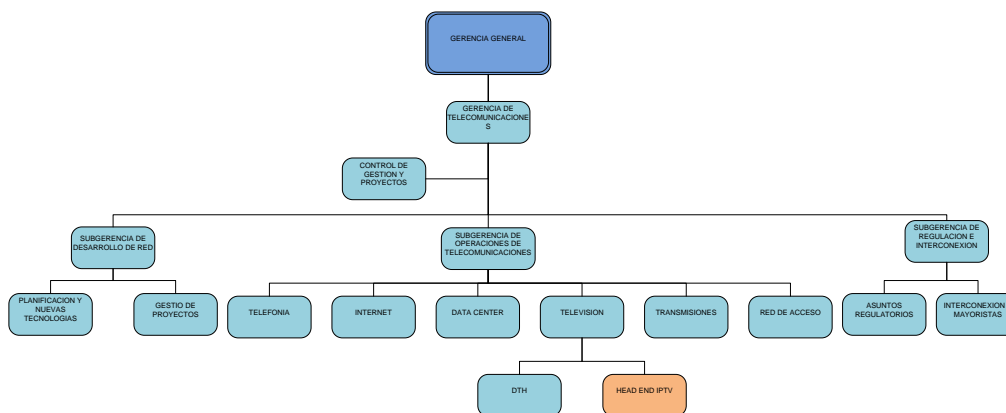 GERENCIA GENERAL
GERENCIA DE
TELECOMUNICACIONE
S
CONTROL DE
GESTION Y
PROYECTOS
SUBGERENCIA DE
DESARROLLO DE RED
SUBGERENCIA DE
OPERACIONES DE
TELECOMUNICACIONES
SUBGERENCIA DE
REGULACION E
INTERCONEXION
PLANIFICACION Y
NUEVAS
TECNOLOGIAS
GESTIO DE
PROYECTOS
TELEFONIA
INTERNET
DATA CENTER
TELEVISION
TRANSMISIONES
RED DE ACCESO
ASUNTOS
REGULATORIOS
INTERCONEXION Y
MAYORISTAS
DTH
HEAD END IPTV